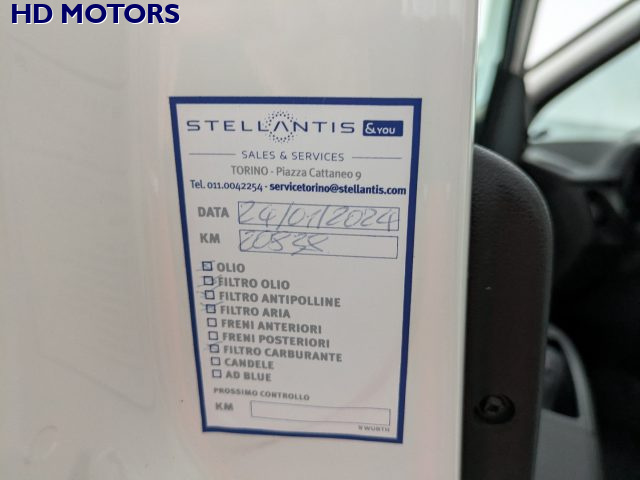 HD MOTORS
STELLANTIS &YOU
SALES & SERVICES
TORINO - Piazza Cattaneo 9
Tel. 011.0042254 - servicetorino@stellantis.com
DATA 24/01/2024
KM 20838
OLIO
FILTRO OLIO
FILTRO ANTIPOLLINE
FILTRO ARIA
FRENI ANTERIORI
FRENI POSTERIORI
FILTRO CARBURANTE
CANDELE
AD BLUE
PROSSIMO CONTROLLO
KM
WÜRTH